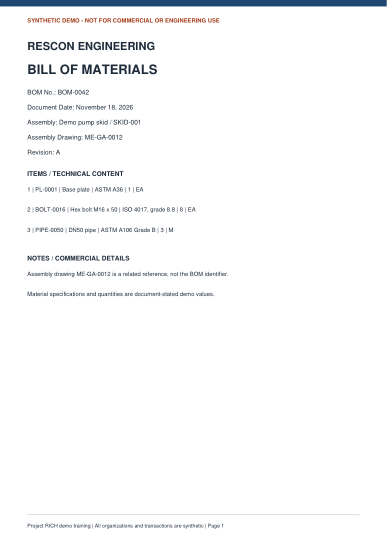 SYNTHETIC DEMO - NOT FOR COMMERCIAL OR ENGINEERING USE
RESCON ENGINEERING
BILL OF MATERIALS
BOM No.: BOM-0042
Document Date: November 18, 2026
Assembly: Demo pump skid / SKID-001
Assembly Drawing: ME-GA-0012
Revision: A
ITEMS / TECHNICAL CONTENT
1 | PL-0001 | Base plate | ASTM A36 | 1 | EA
2 | BOLT-0016 | Hex bolt M16 x 50 | ISO 4017, grade 8.8 | 8 | EA
3 | PIPE-0050 | DN50 pipe | ASTM A106 Grade B | 3 | M
NOTES / COMMERCIAL DETAILS
Assembly drawing ME-GA-0012 is a related reference, not the BOM identifier.
Material specifications and quantities are document-stated demo values.
Project RICH demo training | All organizations and transactions are synthetic | Page 1